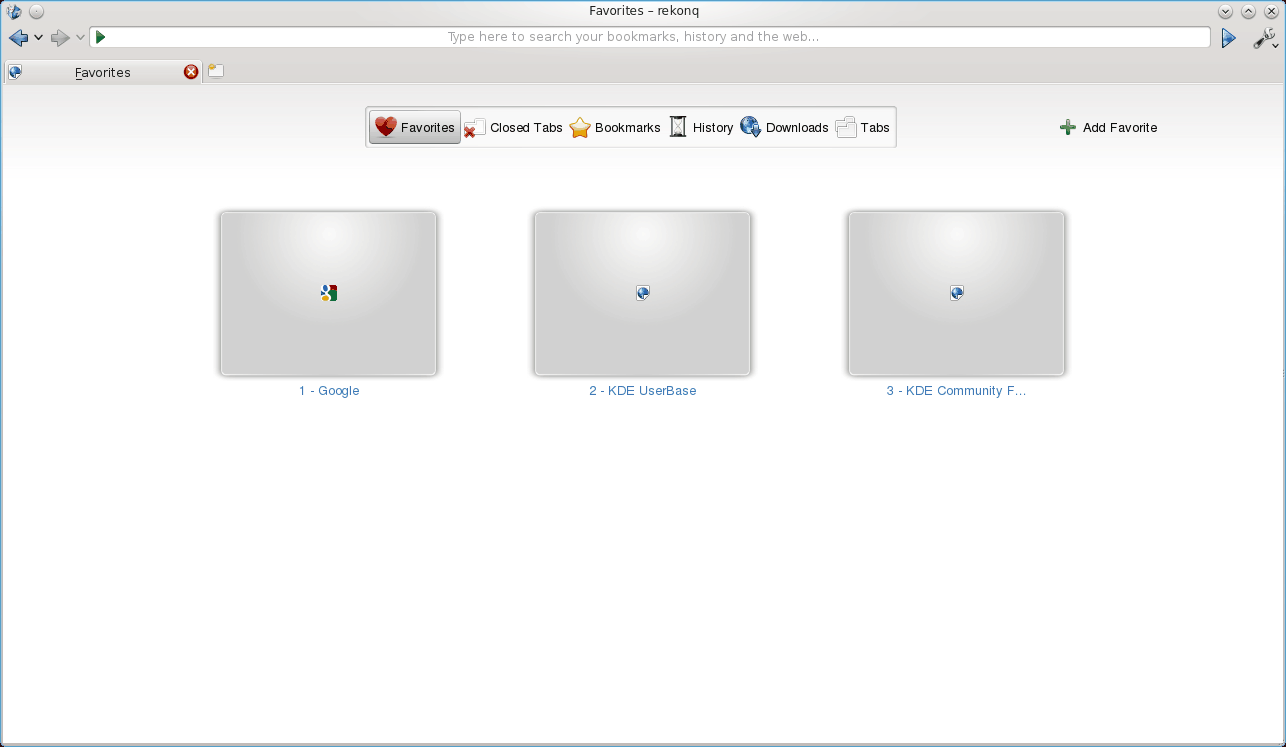 Favorites – rekonq
Type here to search your bookmarks, history and the web...
Favorites
Favorites Closed Tabs Bookmarks History Downloads Tabs Add Favorite
1 - Google 2 - KDE UserBase 3 - KDE Community F...